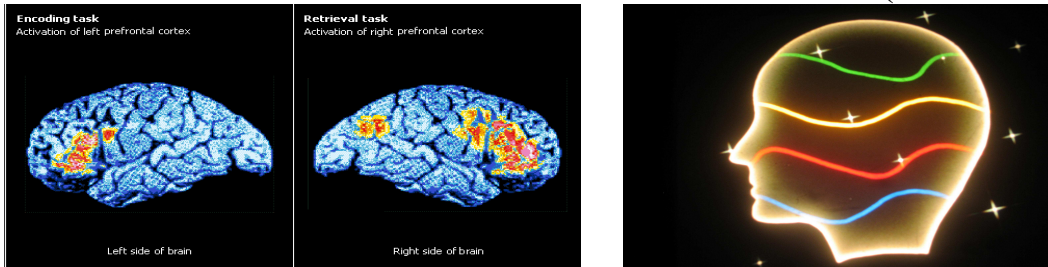 Encoding task
Activation of left prefrontal cortex
Left side of brain
Retrieval task
Activation of right prefrontal cortex
Right side of brain